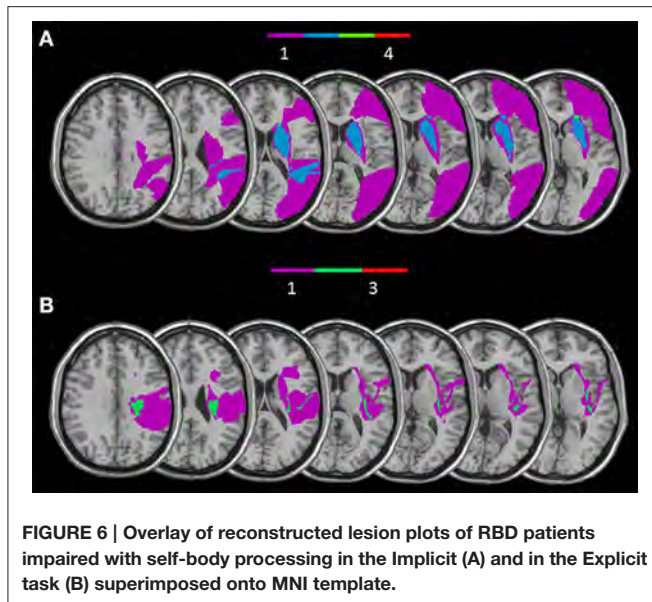 A
1 4
1 3
B
FIGURE 6 | Overlay of reconstructed lesion plots of RBD patients
impaired with self-body processing in the Implicit (A) and in the Explicit
task (B) superimposed onto MNI template.